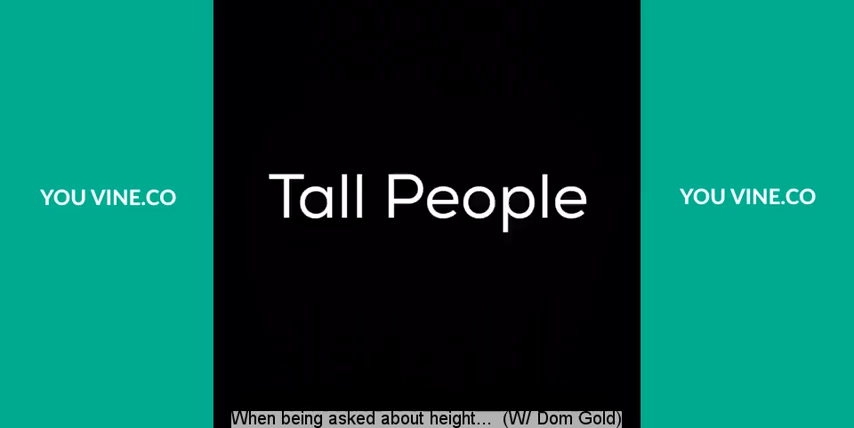 YOU VINE.CO
Tall People
YOU VINE.CO
When being asked about height... (W/ Dom Gold)